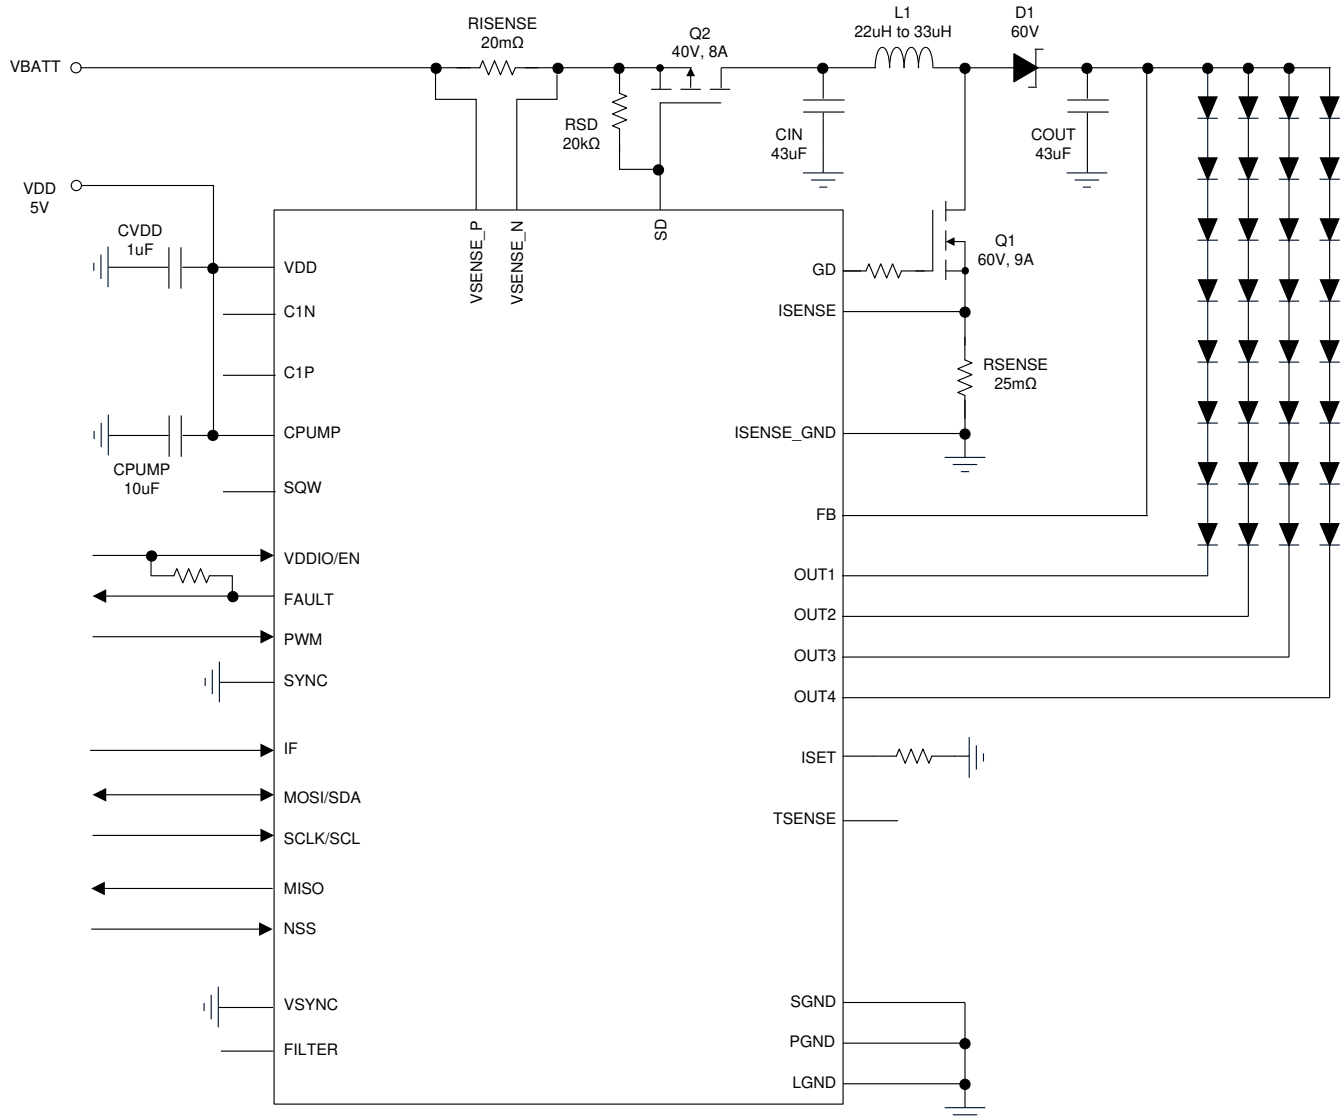 RISENSE
20mΩ
Q2
40V, 8A
L1
22uH to 33uH
D1
60V
VBATT
RSD
20kΩ
CIN
43uF
COUT
43uF
VDD
5V
CVDD
1uF
VSENSE_P
VSENSE_N
SD
VDD
GD
Q1
60V, 9A
C1N
ISENSE
C1P
RSENSE
25mΩ
CPUMP
ISENSE_GND
CPUMP
10uF
SQW
FB
VDDIO/EN
OUT1
FAULT
OUT2
PWM
OUT3
SYNC
OUT4
IF
ISET
MOSI/SDA
TSENSE
SCLK/SCL
MISO
NSS
VSYNC
SGND
FILTER
PGND
LGND